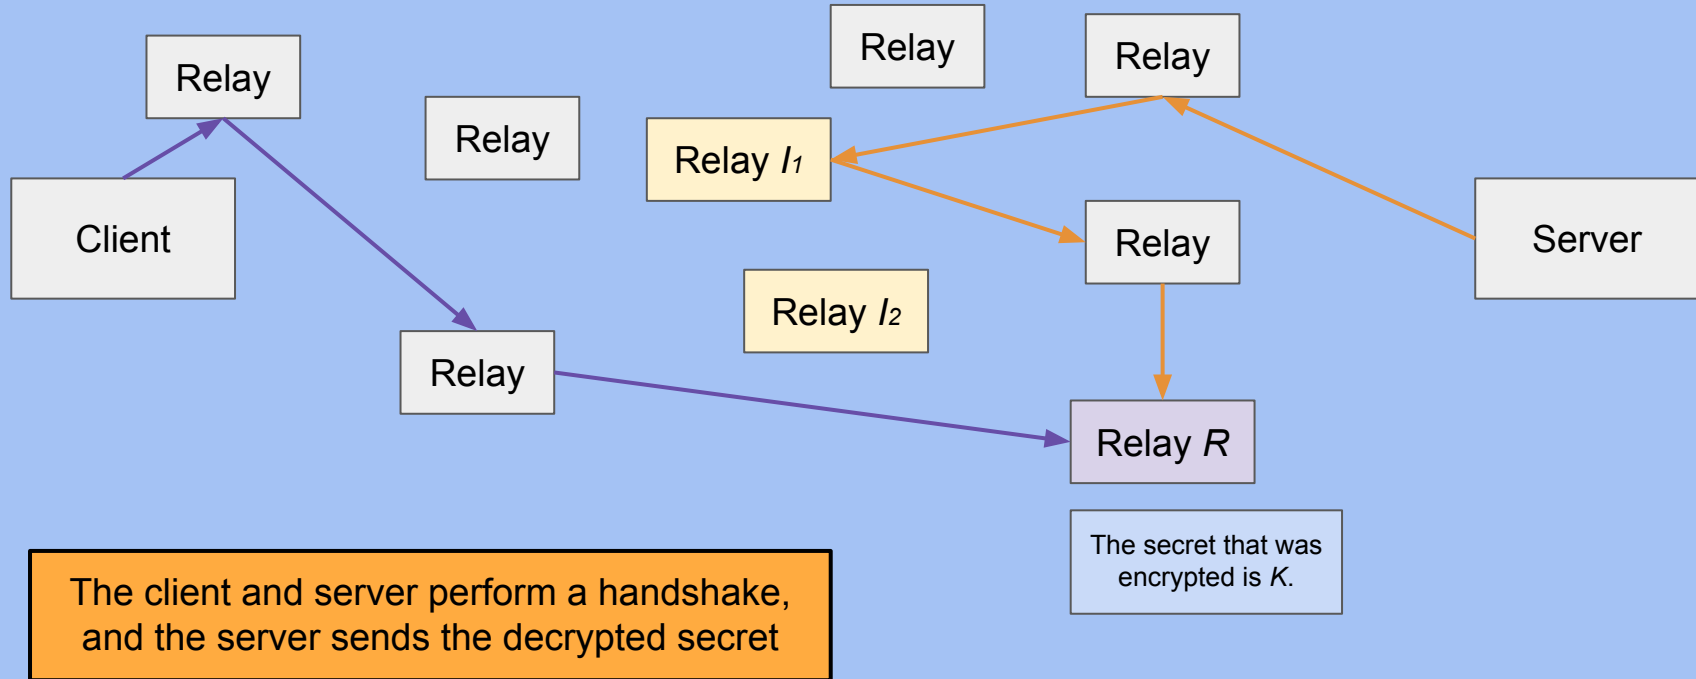 Relay
Relay
Relay
Relay
Relay I1
Client
Relay
Server
Relay I2
Relay
Relay R
The secret that was
encrypted is K.
The client and server perform a handshake,
and the server sends the decrypted secret